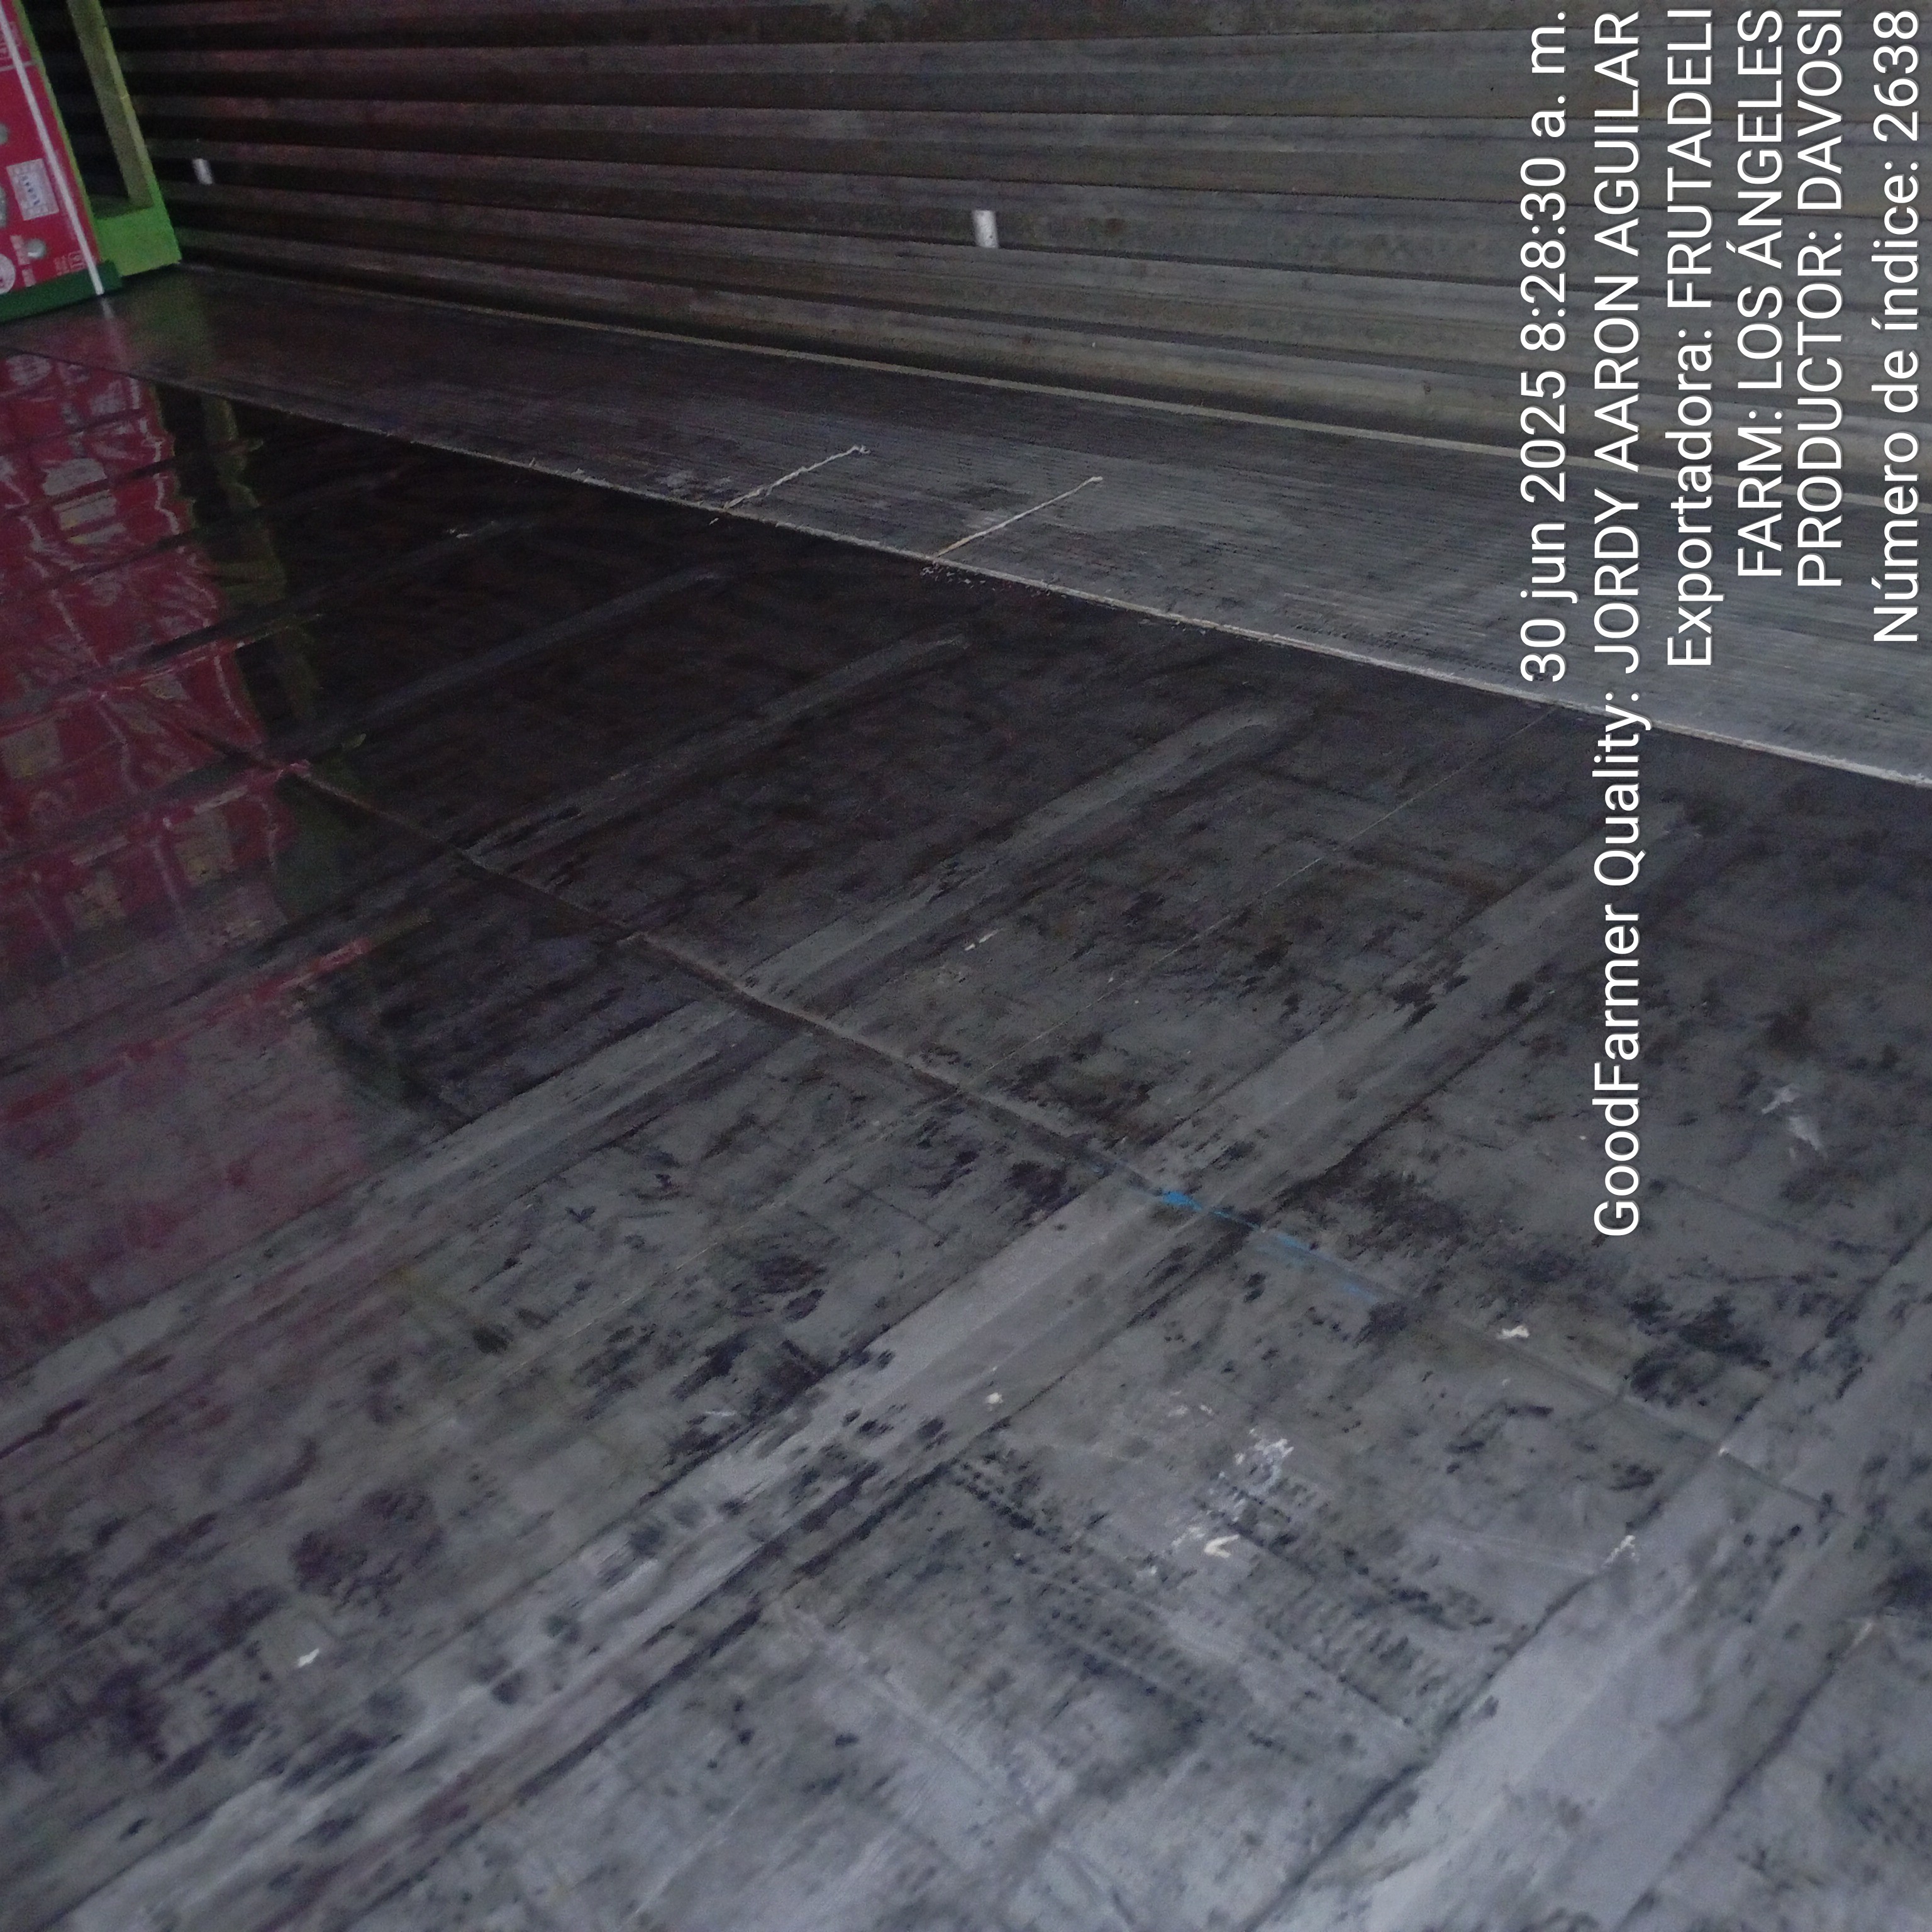 30 jun 2025 8:28:30 a. m.
GoodFarmer Quality: JORDY AARON AGUILAR
Exportadora: FRUTADELI
FARM: LOS ÁNGELES
PRODUCTOR: DAVOSI
Número de índice: 2638